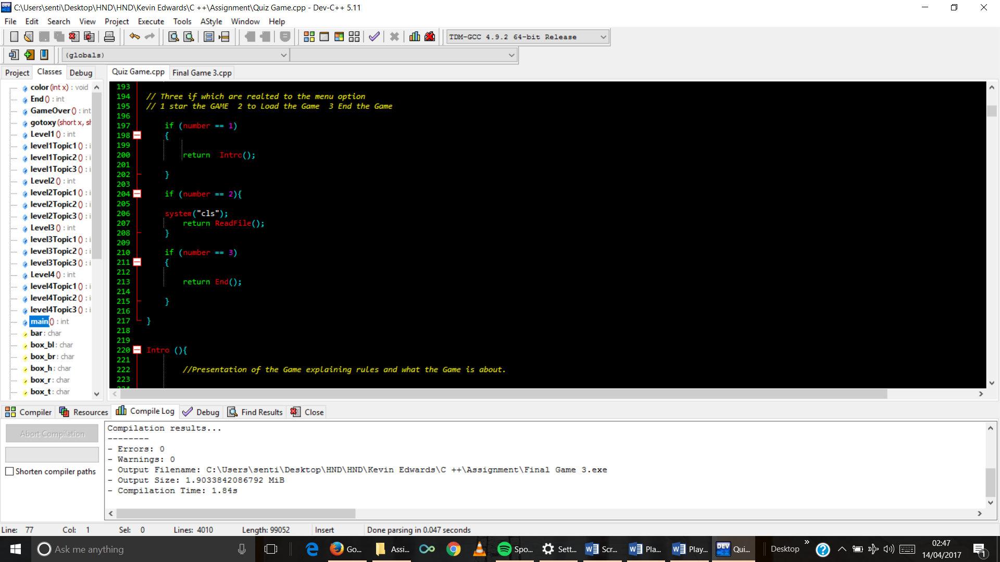 C:\Users\senti\Desktop\HND\HND\Kevin Edwards\C ++\Assignment\Quiz Game.cpp - Dev-C++ 5.11
File Edit Search View Project Execute Tools AStyle Window Help
TDM-GCC 4.9.2 64-bit Release
(globals)
Project Classes Debug
Quiz Game.cpp Final Game 3.cpp
color (int x) : void
End () : int
GameOver () : int
gotoxy (short x, sh
Level1 () : int
level1Topic1 () : i
level1Topic2 () : i
level1Topic3 () : i
Level2 () : int
level2Topic1 () : i
level2Topic2 () : i
level2Topic3 () : i
Level3 () : int
level3Topic1 () : i
level3Topic2 () : i
level3Topic3 () : i
Level4 () : int
level4Topic1 () : i
level4Topic2 () : i
level4Topic3 () : i
main () : int
bar : char
box_bl : char
box_br : char
box_h : char
box_r : char
box_t : char
193
194 // Three if which are realted to the menu option
195 // 1 star the GAME  2 to Load the Game  3 End the Game
196
197 if (number == 1)
198 {
199
200 return  Intro();
201
202 }
203
204 if (number == 2){
205
206 system("cls");
207 return ReadFile();
208 }
209
210 if (number == 3)
211 {
212
213 return End();
214
215 }
216
217 }
218
219
220 Intro (){
221
222 //Presentation of the Game explaining rules and what the Game is about.
223
224
Compiler Resources Compile Log Debug Find Results Close
Abort Compilation
Shorten compiler paths
Compilation results...
--------
- Errors: 0
- Warnings: 0
- Output Filename: C:\Users\senti\Desktop\HND\HND\Kevin Edwards\C ++\Assignment\Final Game 3.exe
- Output Size: 1.9033842086792 MiB
- Compilation Time: 1.84s
Line: 77 Col: 1 Sel: 0 Lines: 4010 Length: 99052 Insert Done parsing in 0.047 seconds
Ask me anything
Go... Assi... Spo... Sett... Scr... Pla... Play... Qui... Desktop
02:47
14/04/2017
1